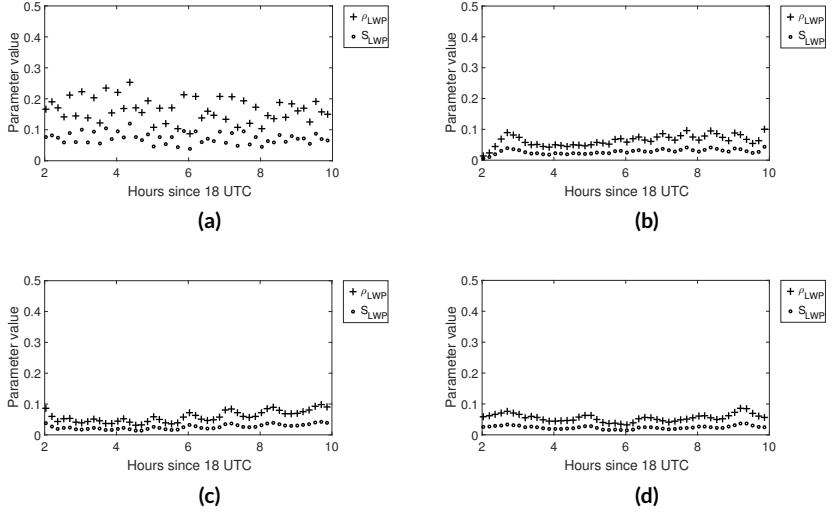 0.5
0.4
0.3
0.2
0.1
0
Parameter value
2 4 6 8 10
Hours since 18 UTC
ρLWP
SLWP
(a)
0.5
0.4
0.3
0.2
0.1
0
Parameter value
2 4 6 8 10
Hours since 18 UTC
ρLWP
SLWP
(b)
0.5
0.4
0.3
0.2
0.1
0
Parameter value
2 4 6 8 10
Hours since 18 UTC
ρLWP
SLWP
(c)
0.5
0.4
0.3
0.2
0.1
0
Parameter value
2 4 6 8 10
Hours since 18 UTC
ρLWP
SLWP
(d)